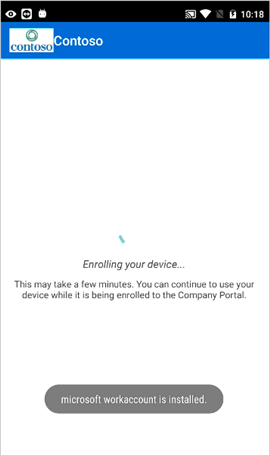 10:18
contoso
Contoso
Enrolling your device...
This may take a few minutes. You can continue to use your
device while it is being enrolled to the Company Portal.
microsoft workaccount is installed.